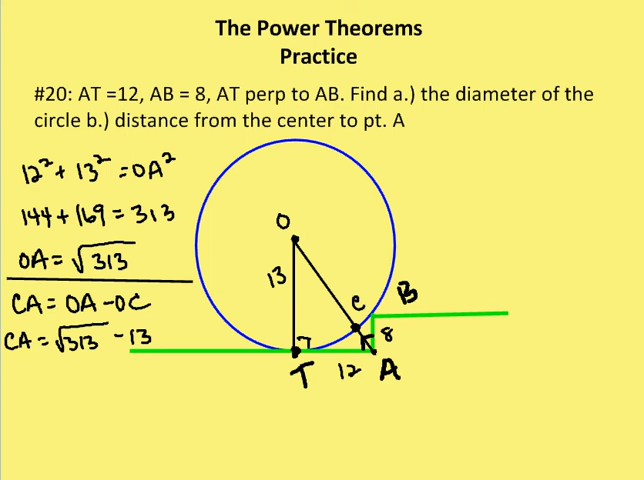 The Power Theorems
Practice
#20: AT =12, AB = 8, AT perp to AB. Find a.) the diameter of the
circle b.) distance from the center to pt. A
12² + 13² = OA²
144 + 169 = 313
OA = √313
CA = OA - OC
CA = √313 - 13
O
13
C
B
8
T
12
A